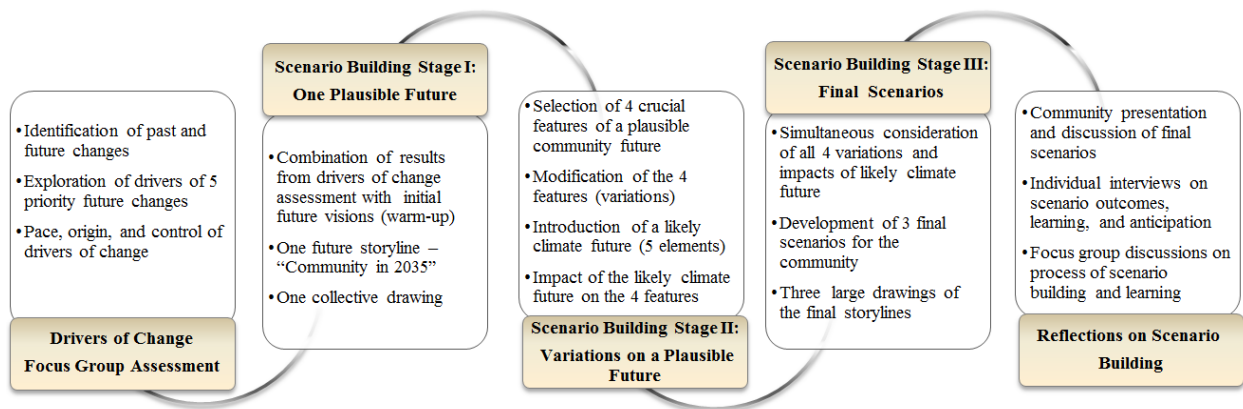 •Identification of past and
future changes
•Exploration of drivers of 5
priority future changes
•Pace, origin, and control of
drivers of change
Drivers of Change
Focus Group Assessment
Scenario Building Stage I:
One Plausible Future
•Combination of results
from drivers of change
assessment with initial
future visions (warm-up)
•One future storyline –
“Community in 2035”
•One collective drawing
•Selection of 4 crucial
features of a plausible
community future
•Modification of the 4
features (variations)
•Introduction of a likely
climate future (5 elements)
•Impact of the likely climate
future on the 4 features
Scenario Building Stage II:
Variations on a Plausible
Future
Scenario Building Stage III:
Final Scenarios
•Simultaneous consideration
of all 4 variations and
impacts of likely climate
future
•Development of 3 final
scenarios for the
community
•Three large drawings of
the final storylines
•Community presentation
and discussion of final
scenarios
•Individual interviews on
scenario outcomes,
learning, and anticipation
•Focus group discussions on
process of scenario
building and learning
Reflections on Scenario
Building